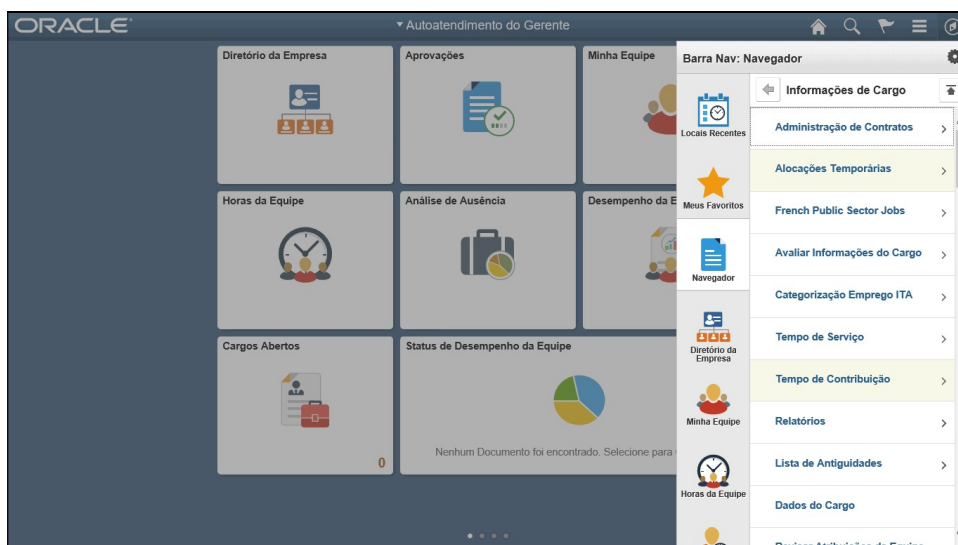 ORACLE
Autoatendimento do Gerente
Diretório da Empresa
Aprovações
Minha Equipe
Horas da Equipe
Análise de Ausência
Desempenho da E
Cargos Abertos
0
Status de Desempenho da Equipe
Nenhum Documento foi encontrado. Selecione para
Barra Nav: Navegador
Locais Recentes
Meus Favoritos
Navegador
Diretório da
Empresa
Minha Equipe
Horas da Equipe
Informações de Cargo
Administração de Contratos
Alocações Temporárias
French Public Sector Jobs
Avaliar Informações do Cargo
Categorização Emprego ITA
Tempo de Serviço
Tempo de Contribuição
Relatórios
Lista de Antiguidades
Dados do Cargo